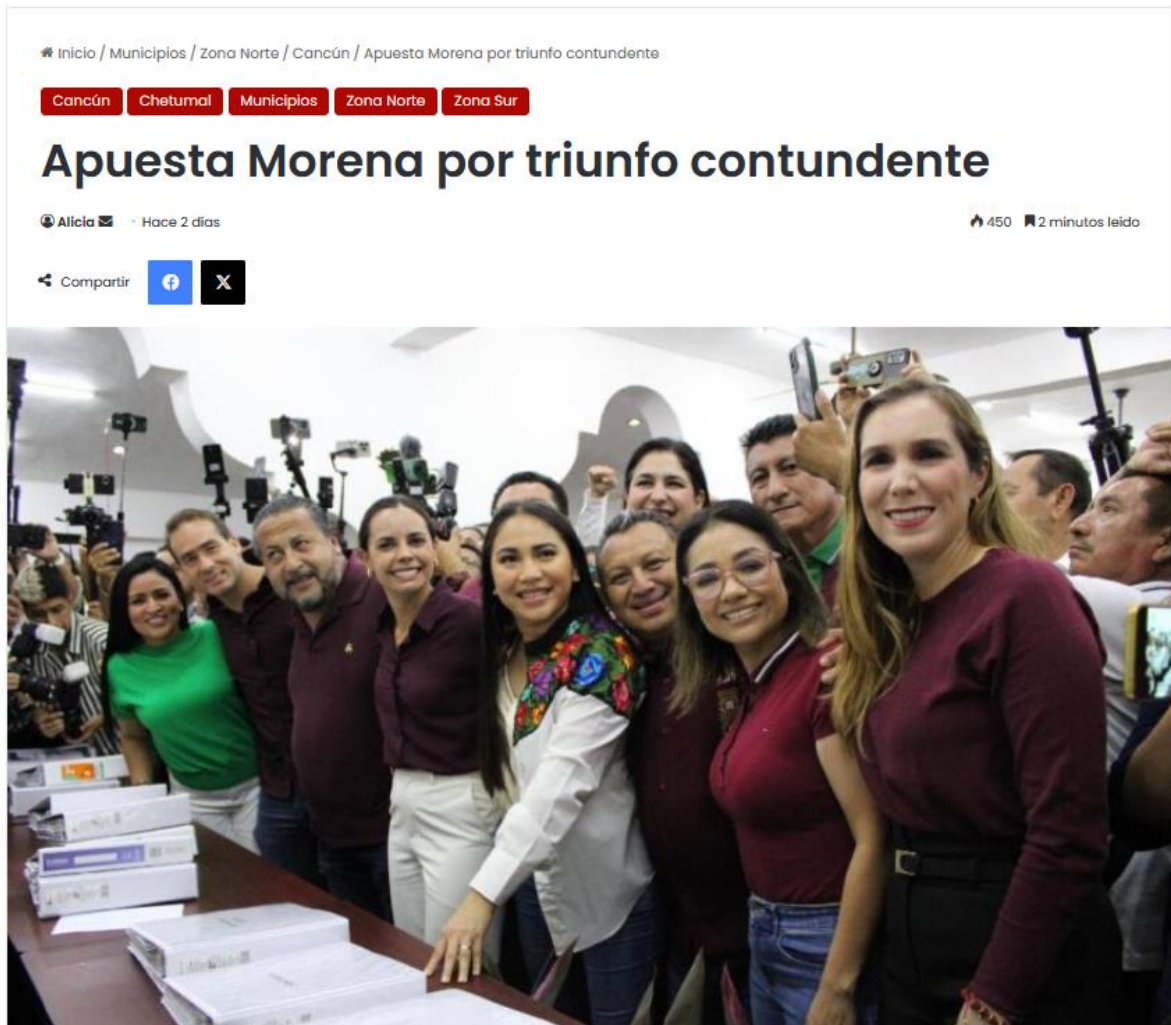 Inicio / Municipios / Zona Norte / Cancún / Apuesta Morena por triunfo contundente
Cancún Chetumal Municipios Zona Norte Zona Sur
Apuesta Morena por triunfo contundente
Alicia Hace 2 días 450 2 minutos leído
Compartir